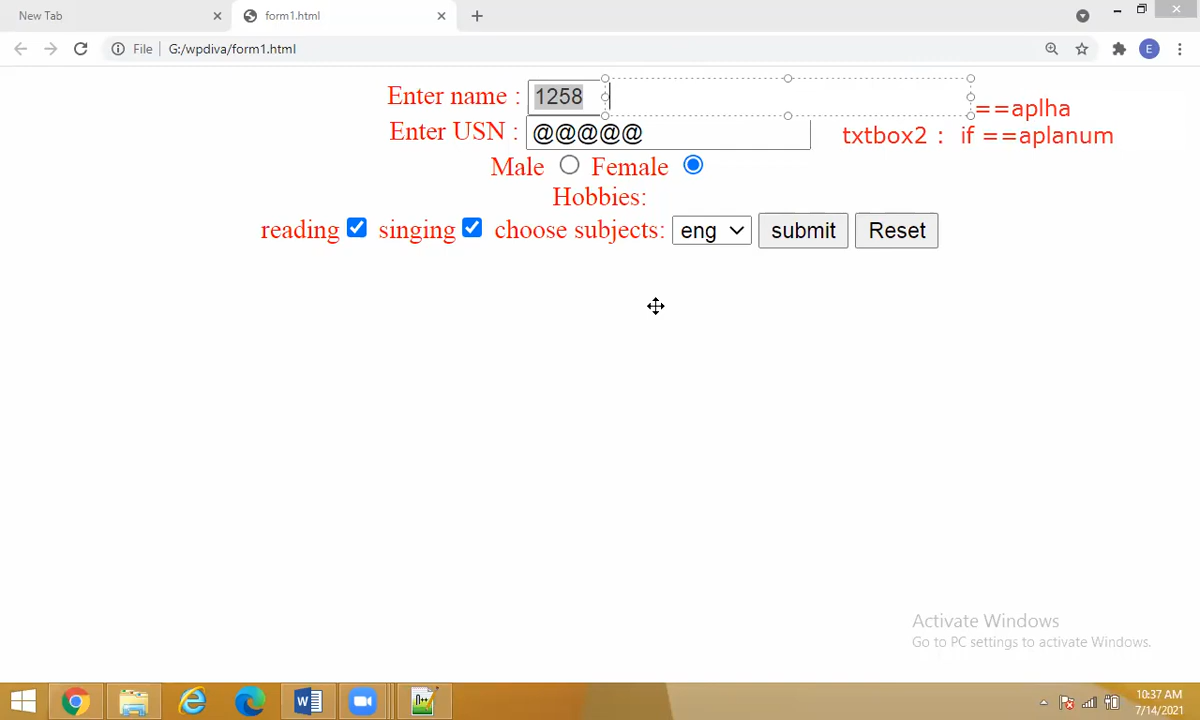 New Tab
form1.html
File
G:/wpdiva/form1.html
E
Enter name : 1258
==aplha
Enter USN : @@@@@
txtbox2 : if ==aplanum
Male Female
Hobbies:
reading singing choose subjects: eng submit Reset
Activate Windows
Go to PC settings to activate Windows.
10:37 AM
7/14/2021